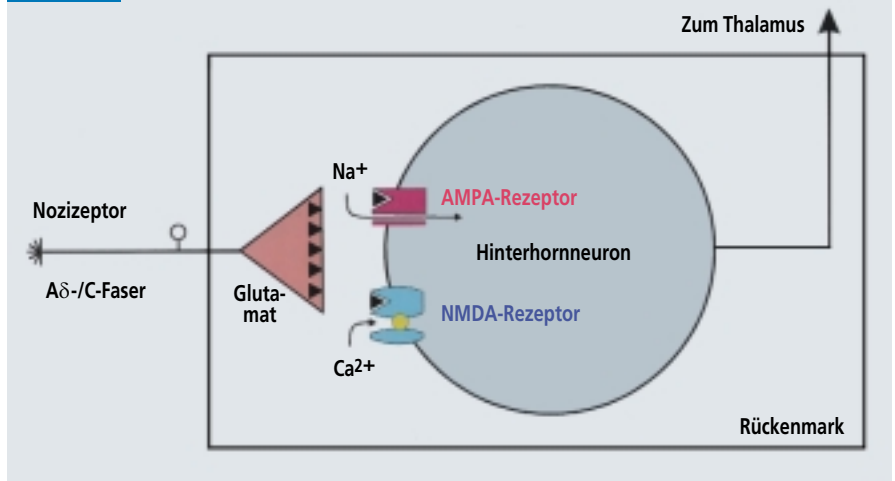 Zum Thalamus
Na+
AMPA-Rezeptor
Nozizeptor
Hinterhornneuron
Aδ-/C-Faser
Gluta-
mat
NMDA-Rezeptor
Ca2+
Rückenmark